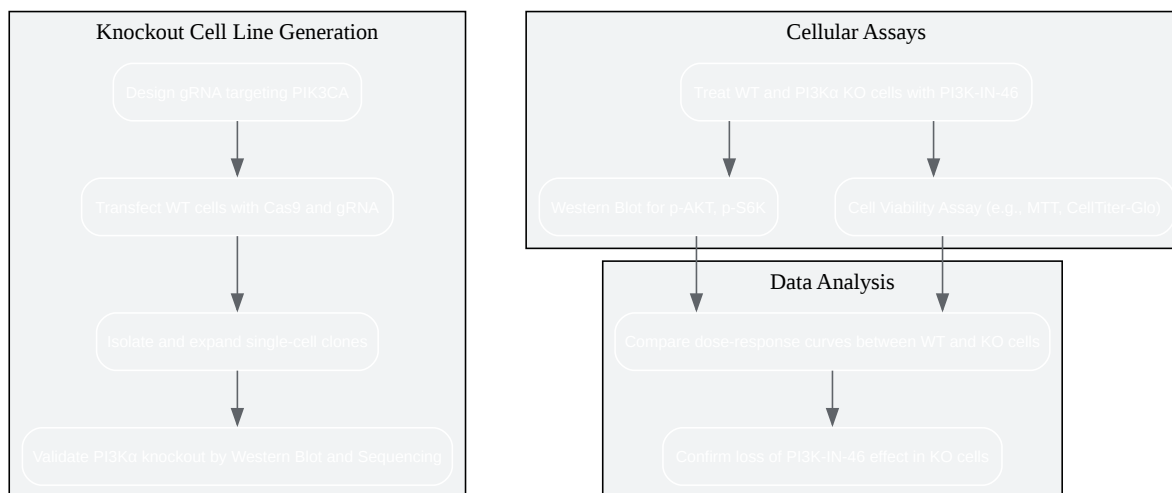 Knockout Cell Line Generation
Design gRNA targeting PIK3CA
Transfect WT cells with Cas9 and gRNA
Isolate and expand single-cell clones
Validate PI3Kα knockout by Western Blot and Sequencing
Cellular Assays
Treat WT and PI3Kα KO cells with PI3K-IN-46
Western Blot for p-AKT, p-S6K
Cell Viability Assay (e.g., MTT, CellTiter-Glo)
Data Analysis
Compare dose-response curves between WT and KO cells
Confirm loss of PI3K-IN-46 effect in KO cells